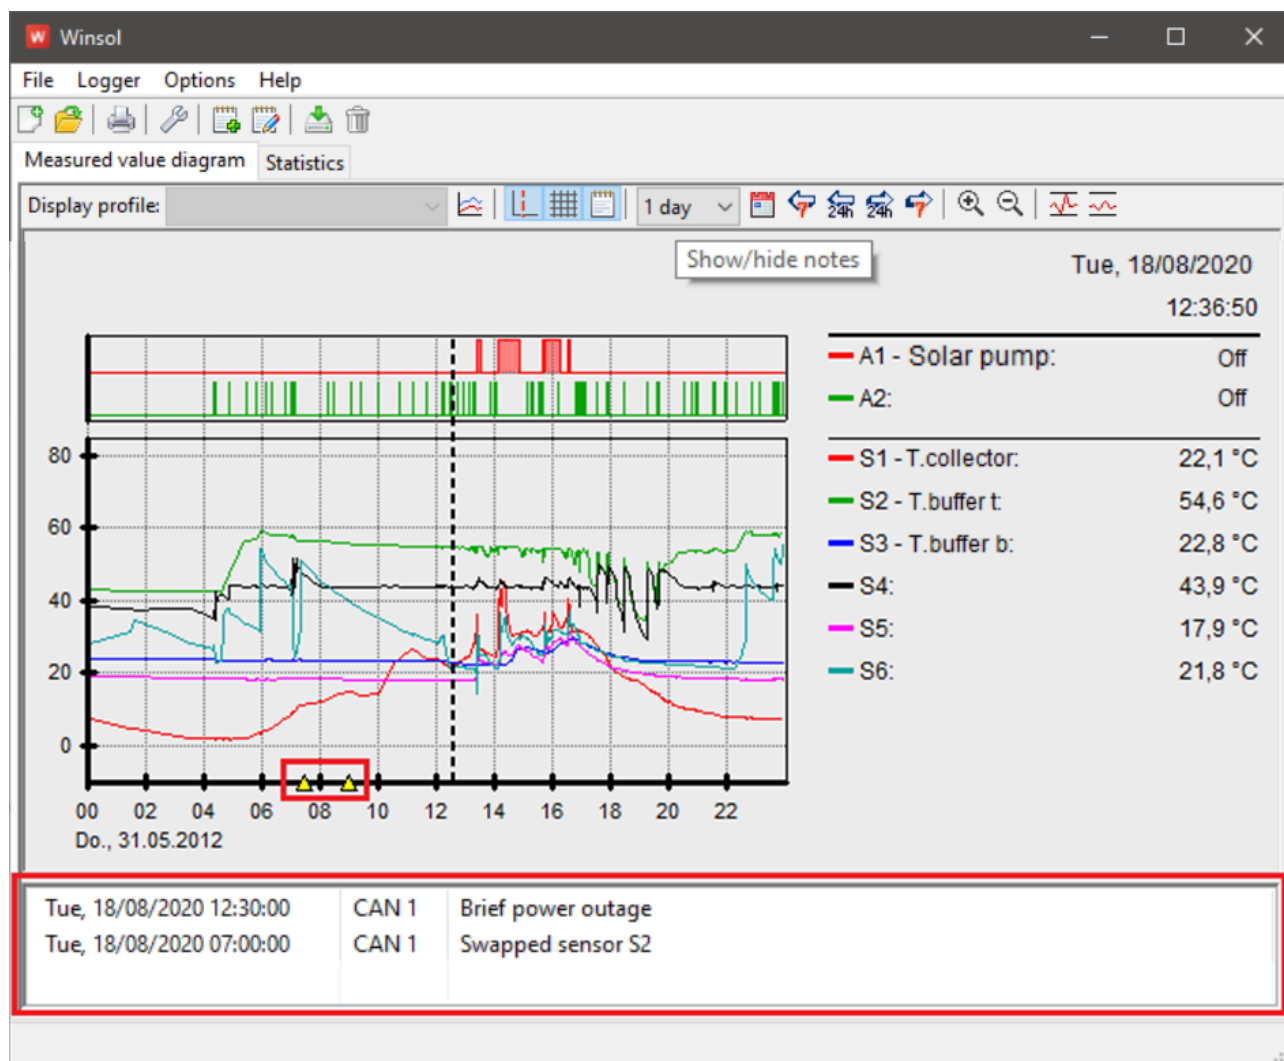 Winsol
File Logger Options Help
Measured value diagram Statistics
Display profile: 1 day 24h 24h
Show/hide notes
Tue, 18/08/2020
12:36:50
A1 - Solar pump: Off
A2: Off
S1 - T.collector: 22,1 °C
S2 - T.buffer t: 54,6 °C
S3 - T.buffer b: 22,8 °C
S4: 43,9 °C
S5: 17,9 °C
S6: 21,8 °C
80
60
40
20
0
00 02 04 06 08 10 12 14 16 18 20 22
Do., 31.05.2012
Tue, 18/08/2020 12:30:00 CAN 1 Brief power outage
Tue, 18/08/2020 07:00:00 CAN 1 Swapped sensor S2